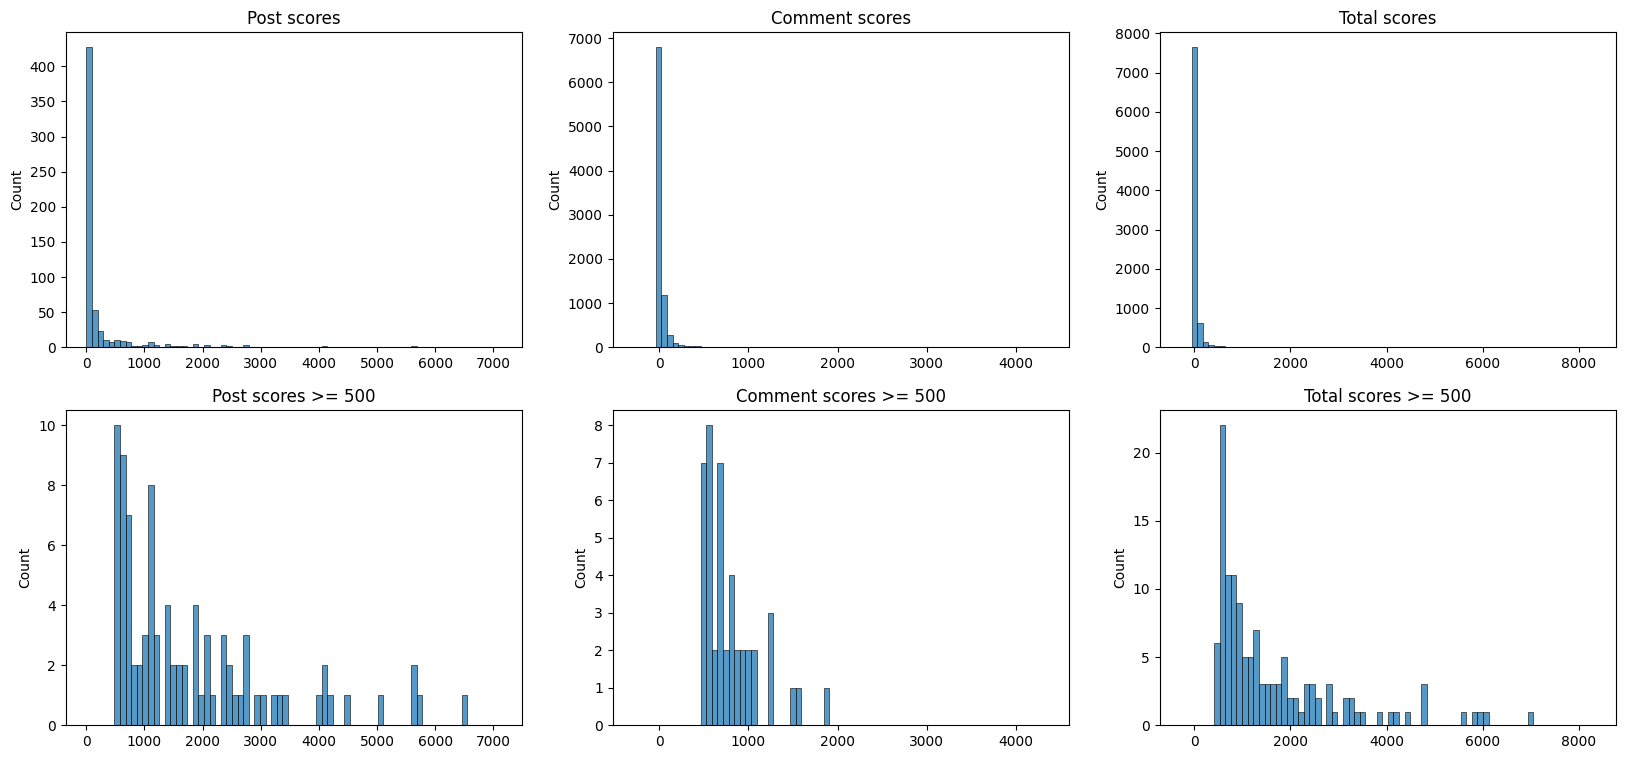 Post scores
Count
400
350
300
250
200
150
100
50
0
0 1000 2000 3000 4000 5000 6000 7000
Comment scores
Count
7000
6000
5000
4000
3000
2000
1000
0
0 1000 2000 3000 4000
Total scores
Count
8000
7000
6000
5000
4000
3000
2000
1000
0
0 2000 4000 6000 8000
Post scores >= 500
Count
10
8
6
4
2
0
0 1000 2000 3000 4000 5000 6000 7000
Comment scores >= 500
Count
8
7
6
5
4
3
2
1
0
0 1000 2000 3000 4000
Total scores >= 500
Count
20
15
10
5
0
0 2000 4000 6000 8000